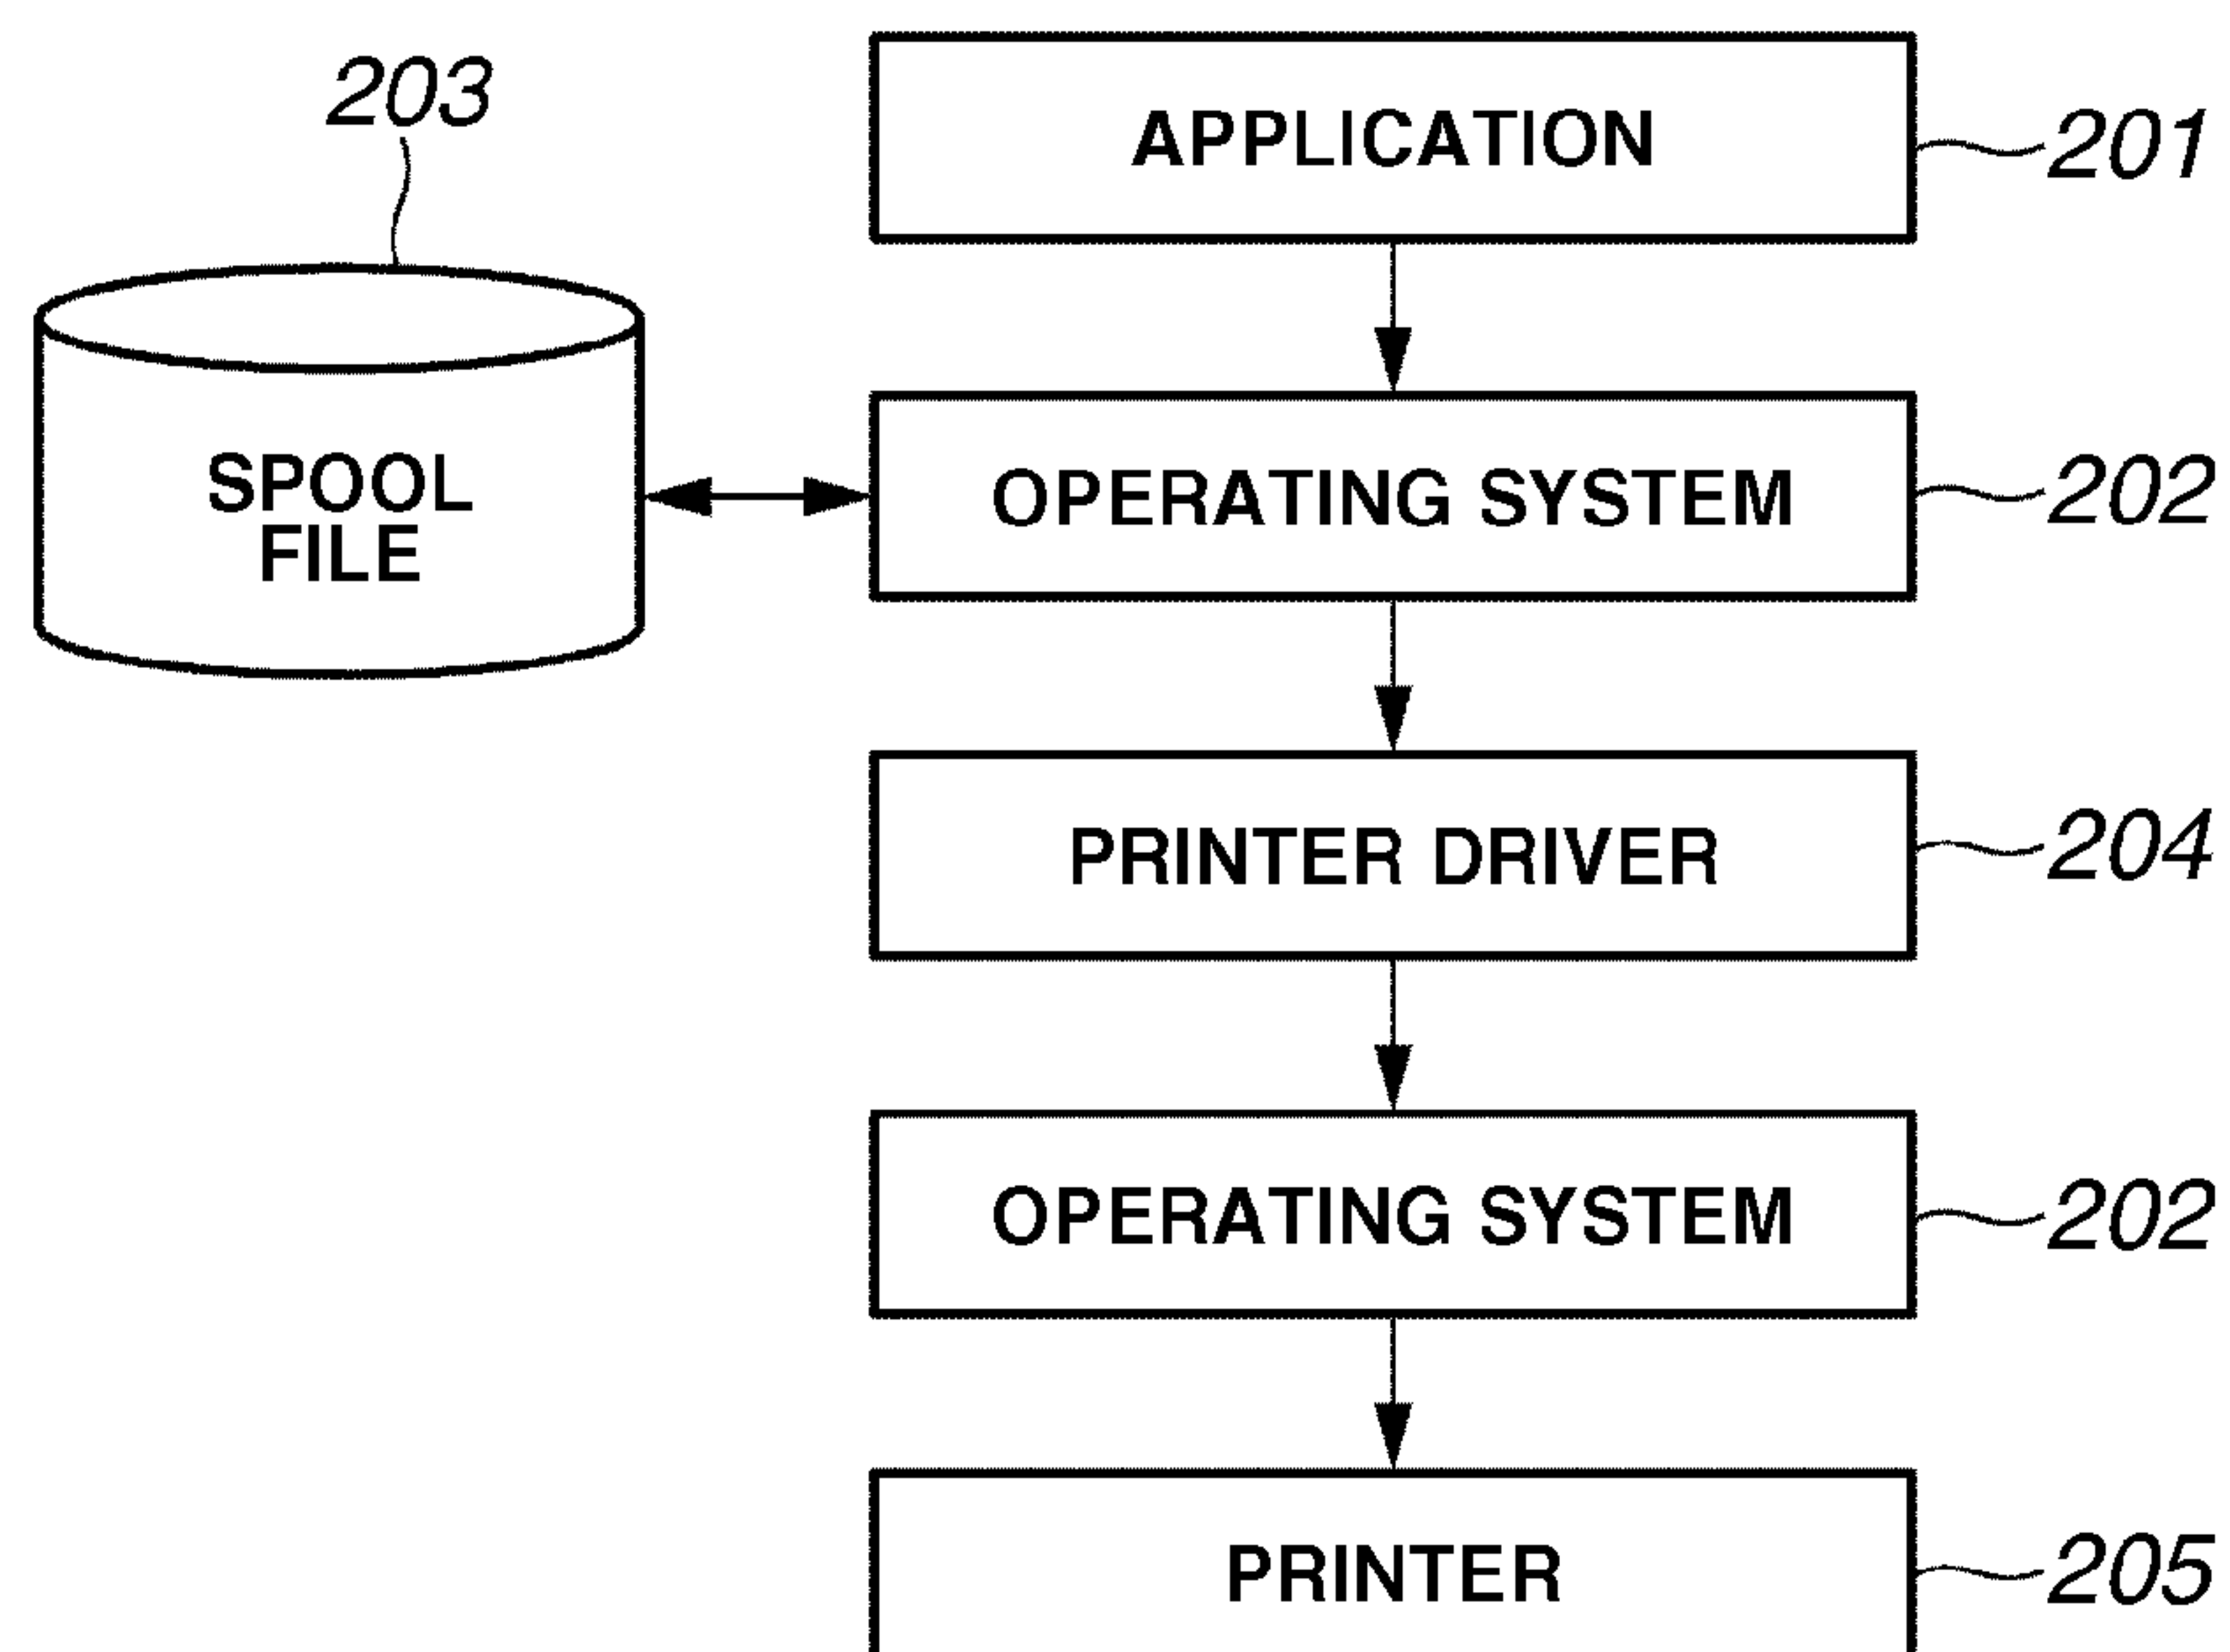 203
APPLICATION
201
SPOOL
FILE
OPERATING SYSTEM
202
PRINTER DRIVER
204
OPERATING SYSTEM
202
PRINTER
205